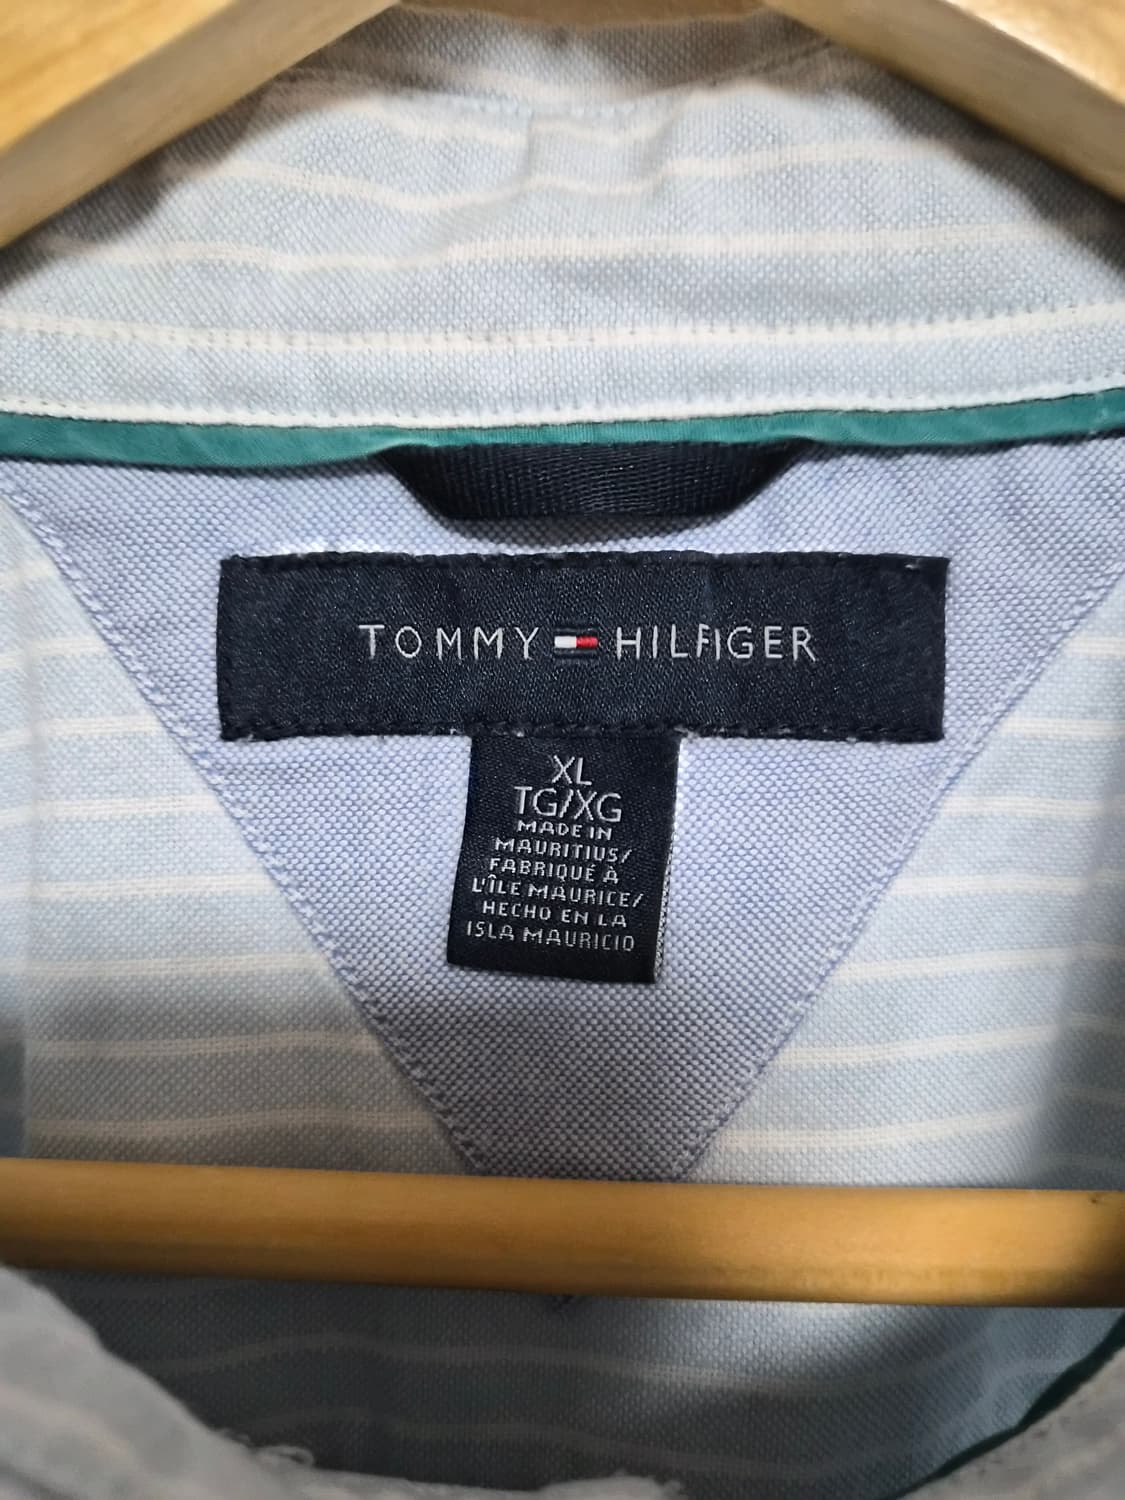 TOMMY HILFIGER
XL
TG/XG
MADE IN
MAURITIUS/
FABRIQUÉ À
L'ÎLE MAURICE/
HECHO EN LA
ISLA MAURICIO